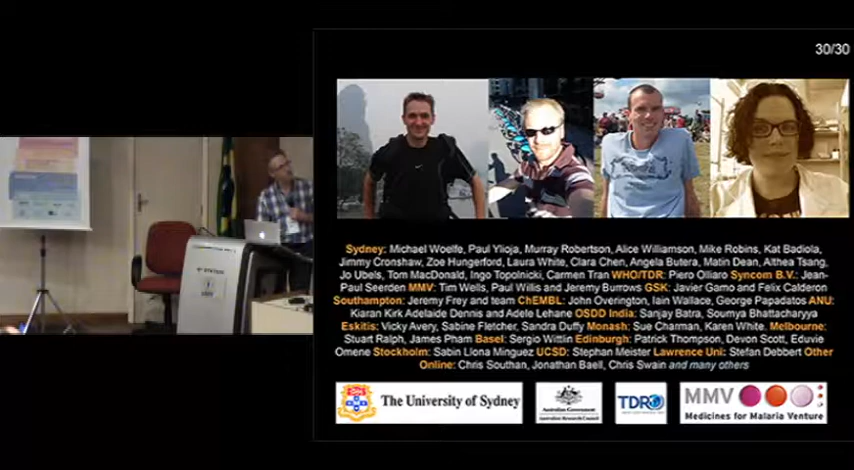 30/30
Sydney: Michael Woelfe, Paul Ylioja, Murray Robertson, Alice Williamson, Mike Robins, Kat Badiola,
Jimmy Cronshaw, Zoe Hungerford, Laura White, Clara Chen, Angela Butera, Matin Dean, Althea Tsang,
Jo Ubels, Tom MacDonald, Ingo Topolnicki, Carmen Tran WHO/TDR: Piero Olliaro Syncom B.V.: Jean-
Paul Seerden MMV: Tim Wells, Paul Willis and Jeremy Burrows GSK: Javier Gamo and Felix Calderon
Southampton: Jeremy Frey and team ChEMBL: John Overington, Iain Wallace, George Papadatos ANU:
Kiaran Kirk Adelaide Dennis and Adele Lehane OSDD India: Sanjay Batra, Soumya Bhattacharyya
Eskitis: Vicky Avery, Sabine Fletcher, Sandra Duffy Monash: Sue Charman, Karen White. Melbourne:
Stuart Ralph, James Pham Basel: Sergio Wittlin Edinburgh: Patrick Thompson, Devon Scott, Eduvie
Omene Stockholm: Sabin Llona Minguez UCSD: Stephan Meister Lawrence Uni: Stefan Debbert Other
Online: Chris Southan, Jonathan Baell, Chris Swain and many others
The University of Sydney
Australian Government
Australian Research Council
TDR
MMV
Medicines for Malaria Venture